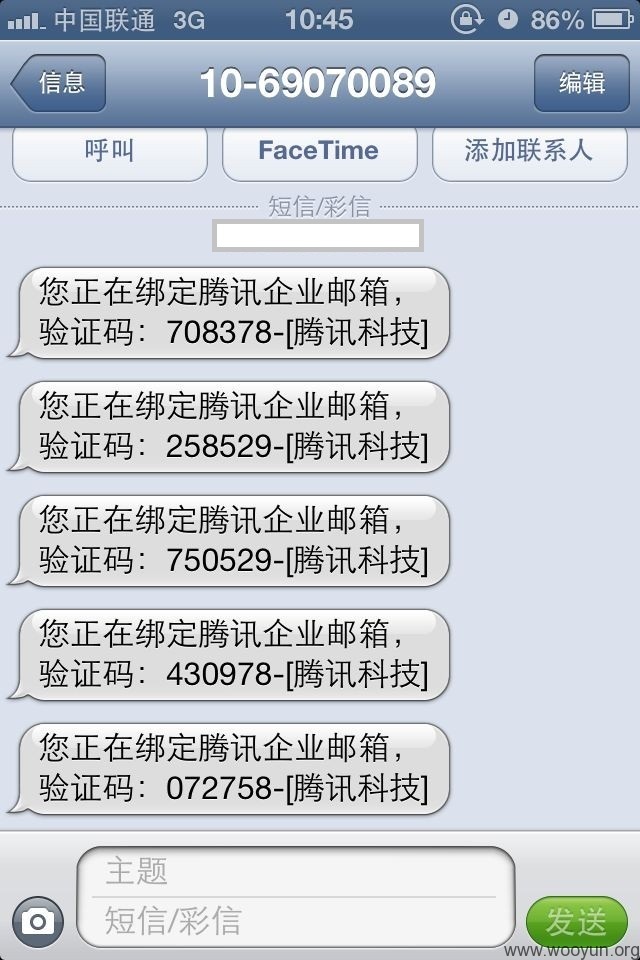 中国联通 3G 10:45 86%
信息 10-69070089 编辑
呼叫 FaceTime 添加联系人
短信/彩信
您正在绑定腾讯企业邮箱，
验证码：708378-[腾讯科技]
您正在绑定腾讯企业邮箱，
验证码：258529-[腾讯科技]
您正在绑定腾讯企业邮箱，
验证码：750529-[腾讯科技]
您正在绑定腾讯企业邮箱，
验证码：430978-[腾讯科技]
您正在绑定腾讯企业邮箱，
验证码：072758-[腾讯科技]
主题
短信/彩信 发送
www.wooyun.org